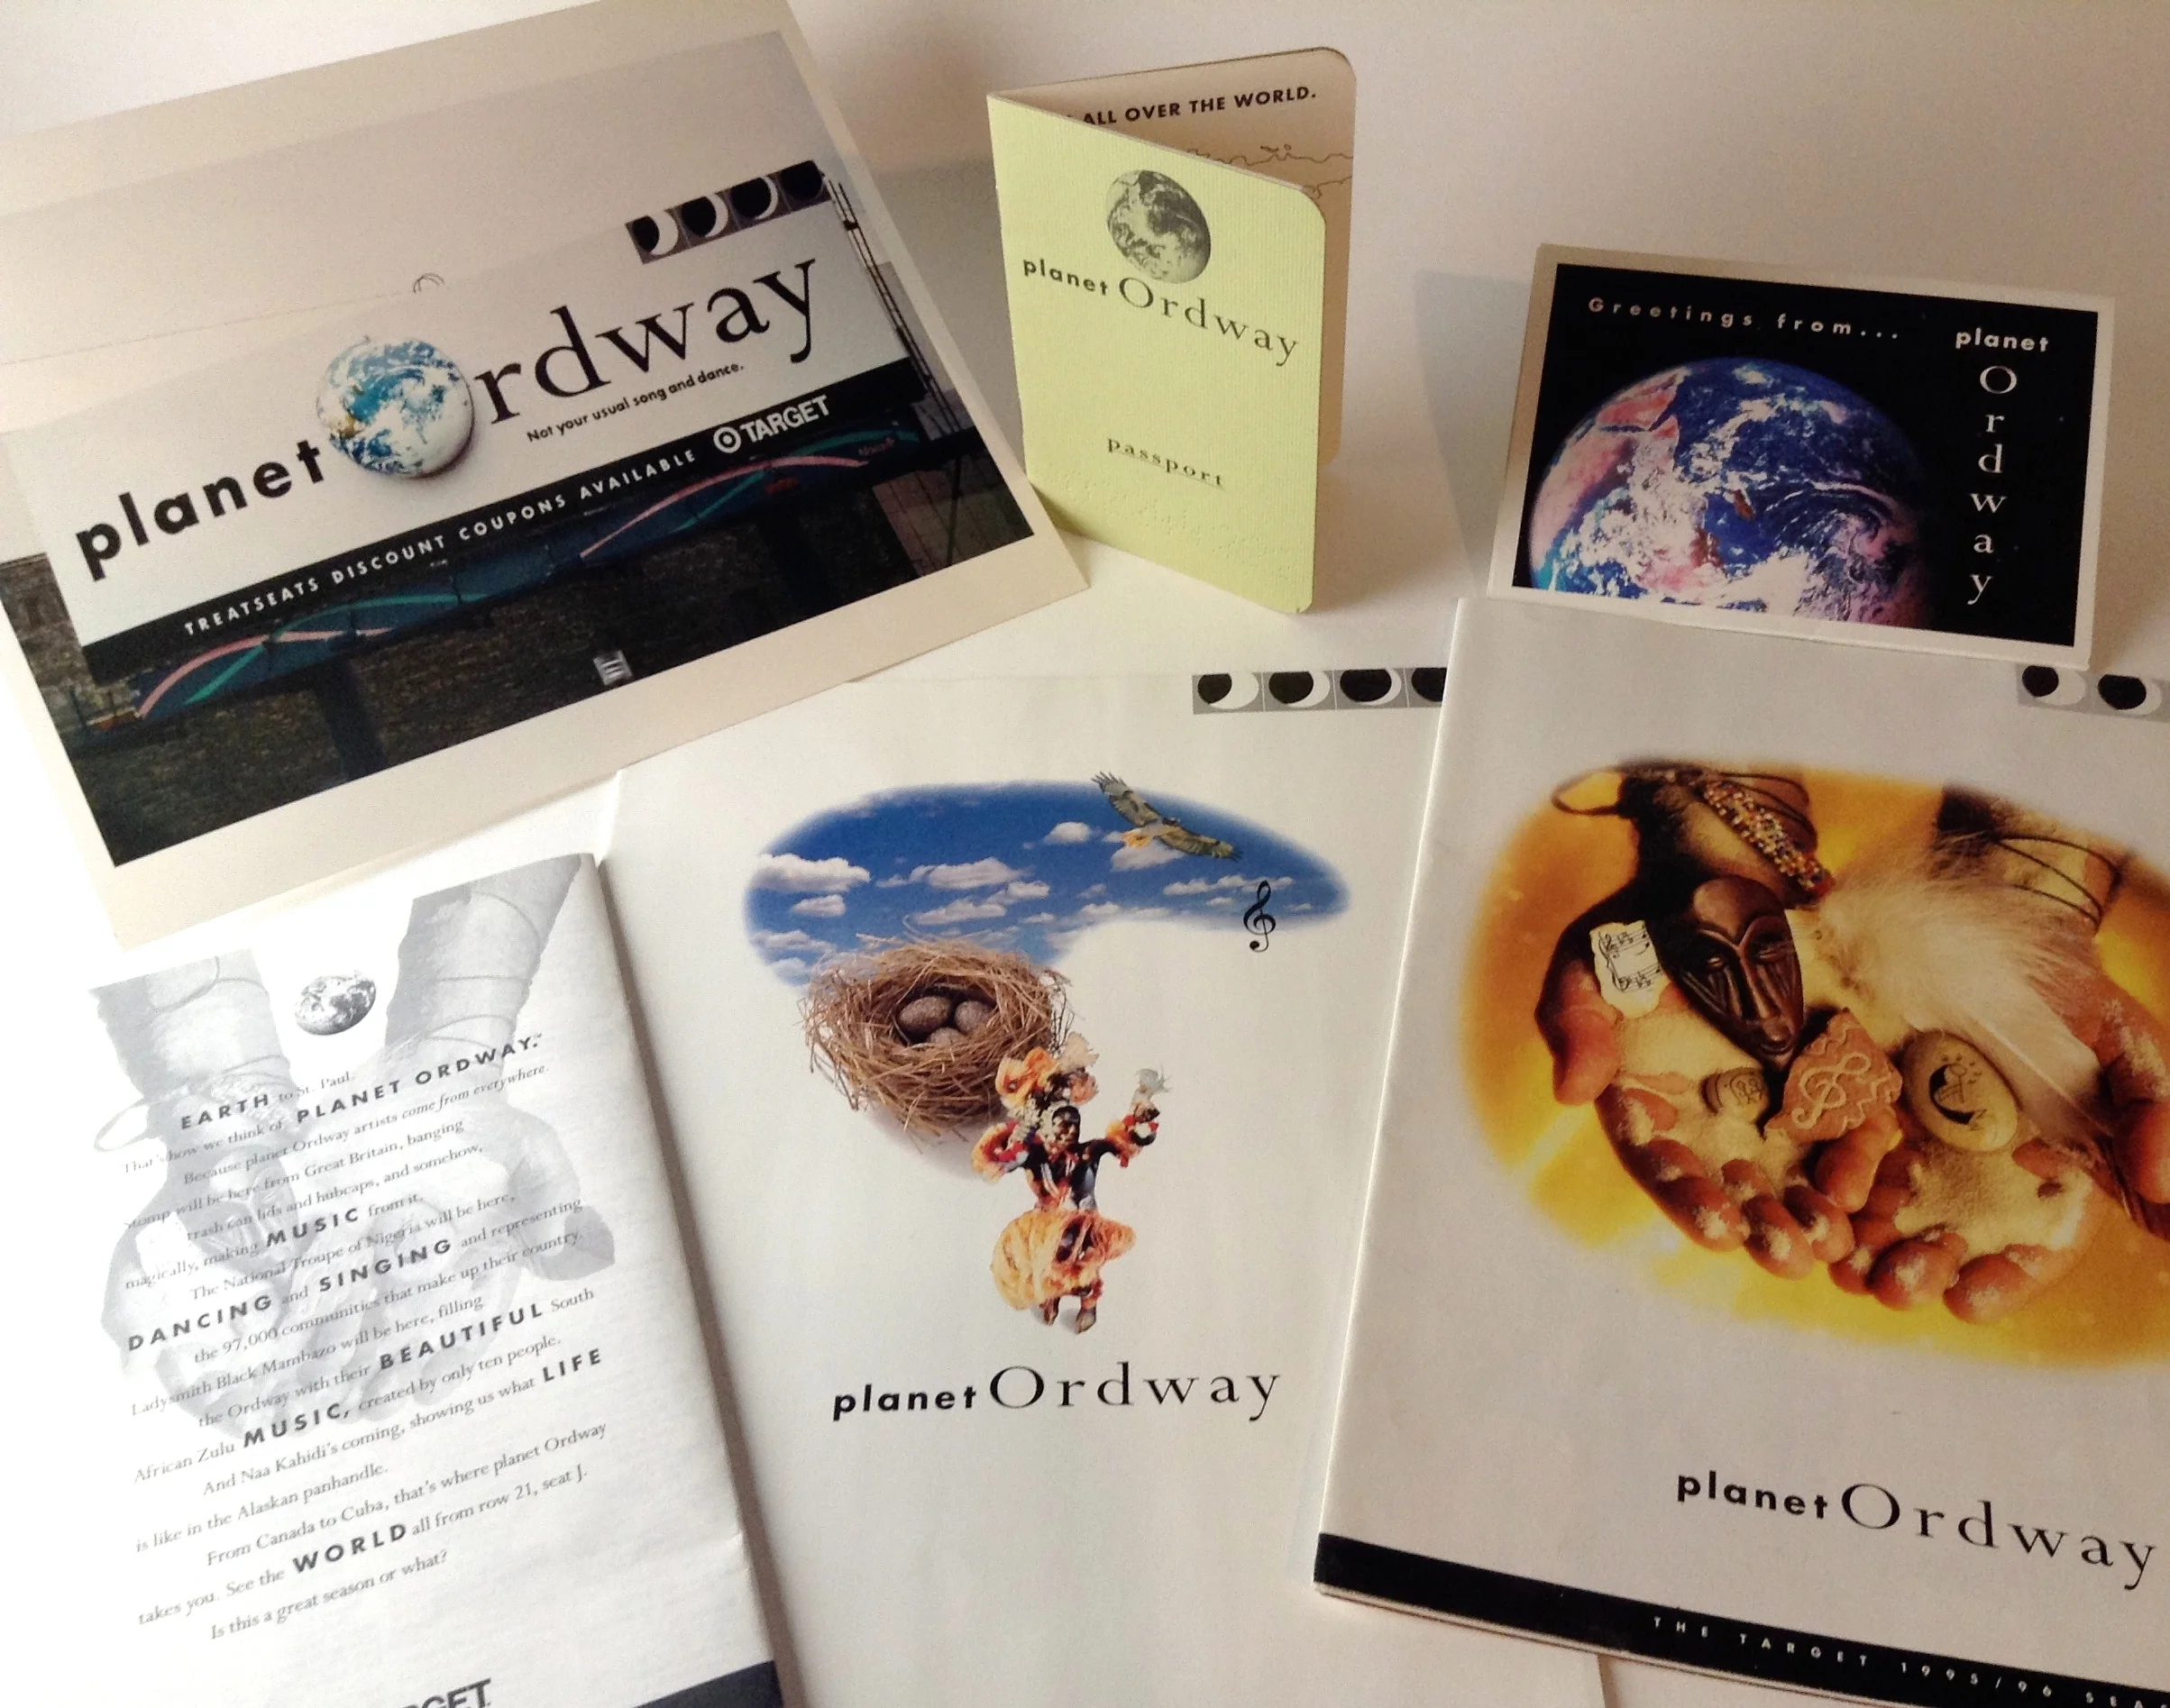 planet Ordway
Not your usual song and dance.
TREATSEATS DISCOUNT COUPONS AVAILABLE TARGET
ALL OVER THE WORLD.
planet Ordway
passport
Greetings from...
planet
Ordway
EARTH to St. Paul.
That's how we think of PLANET ORDWAY.™
Because planet Ordway artists come from everywhere.
Stomp will be here from Great Britain, banging
trash can lids and hubcaps, and somehow,
magically, making MUSIC from it.
The National Troupe of Nigeria will be here,
DANCING and SINGING and representing
the 97,000 communities that make up their country.
Ladysmith Black Mambazo will be here, filling
the Ordway with their BEAUTIFUL South
African Zulu MUSIC, created by only ten people.
And Naa Kahidi's coming, showing us what LIFE
is like in the Alaskan panhandle.
From Canada to Cuba, that's where planet Ordway
takes you. See the WORLD all from row 21, seat J.
Is this a great season or what?
GET
planet Ordway
planet Ordway
THE TARGET 1995/96 SEA